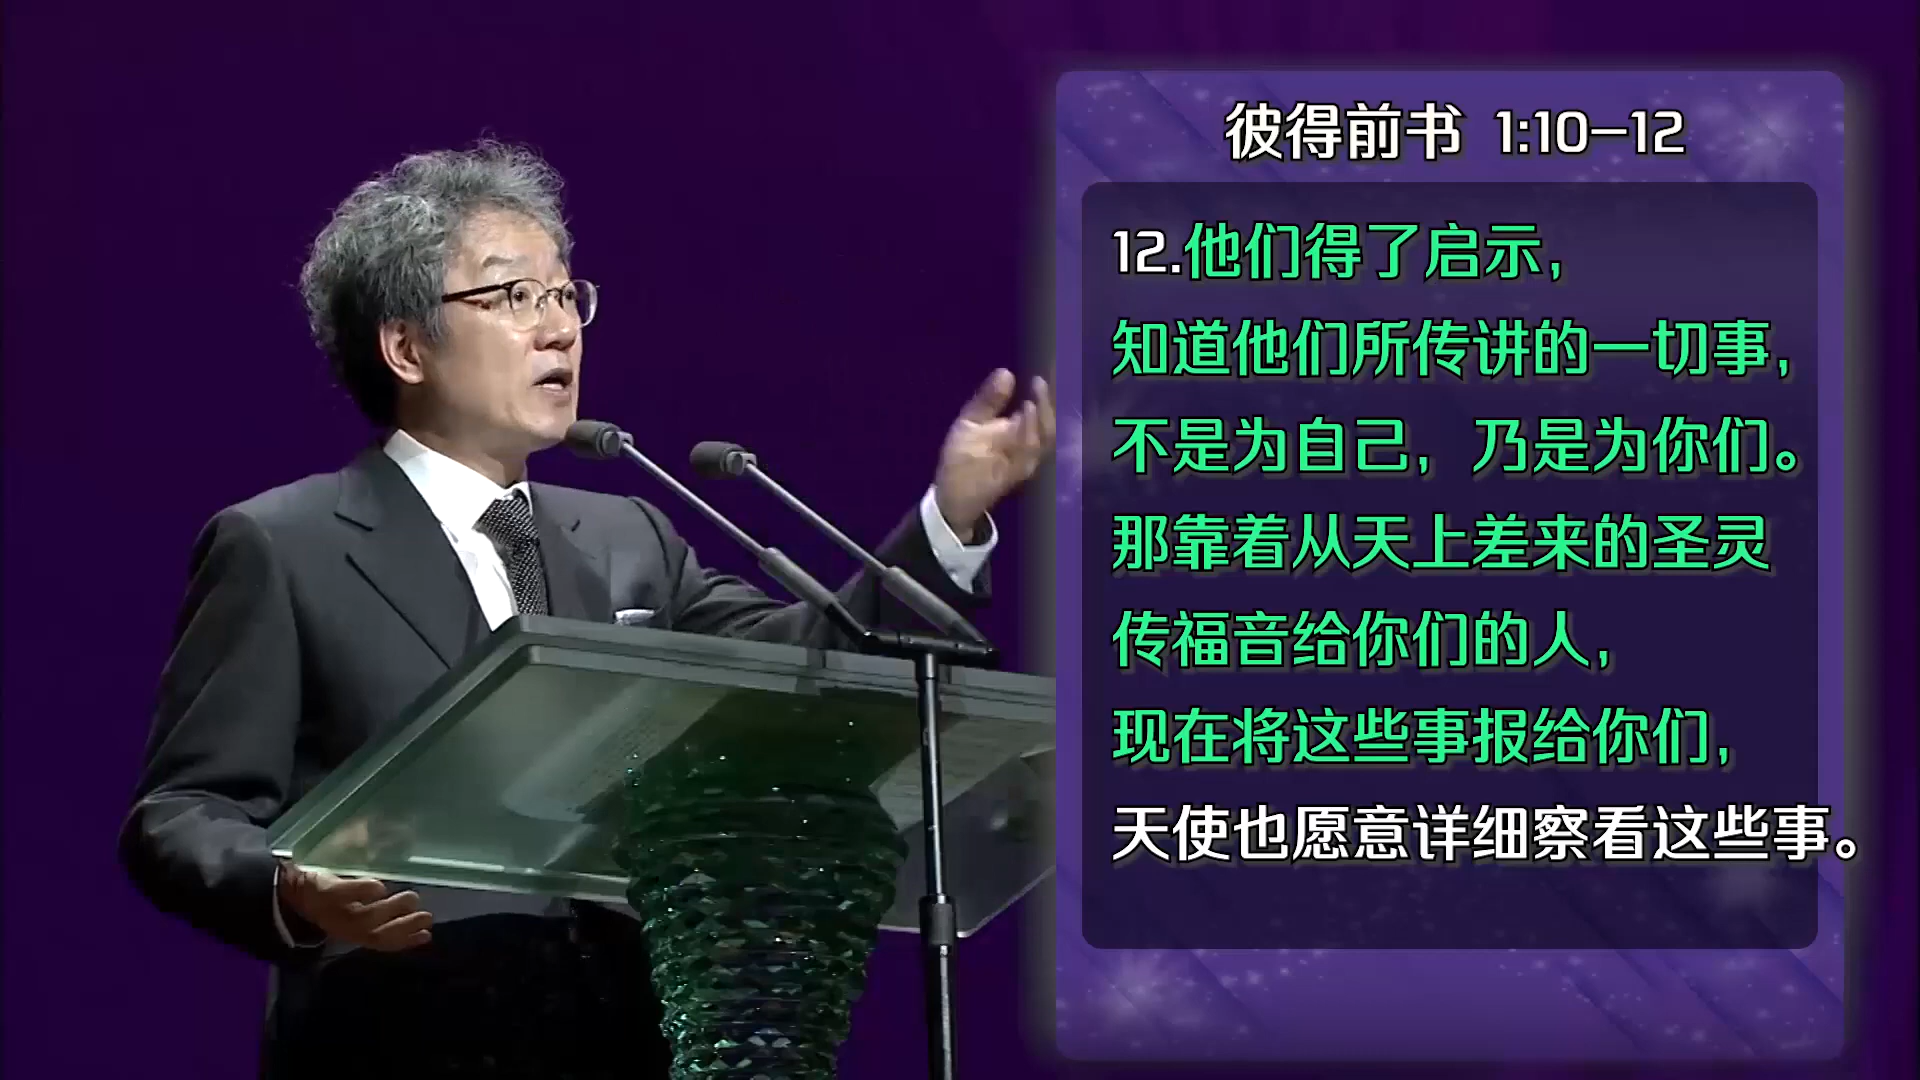 彼得前书 1:10-12
12.他们得了启示，
知道他们所传讲的一切事，
不是为自己，乃是为你们。
那靠着从天上差来的圣灵
传福音给你们的人，
现在将这些事报给你们，
天使也愿意详细察看这些事。